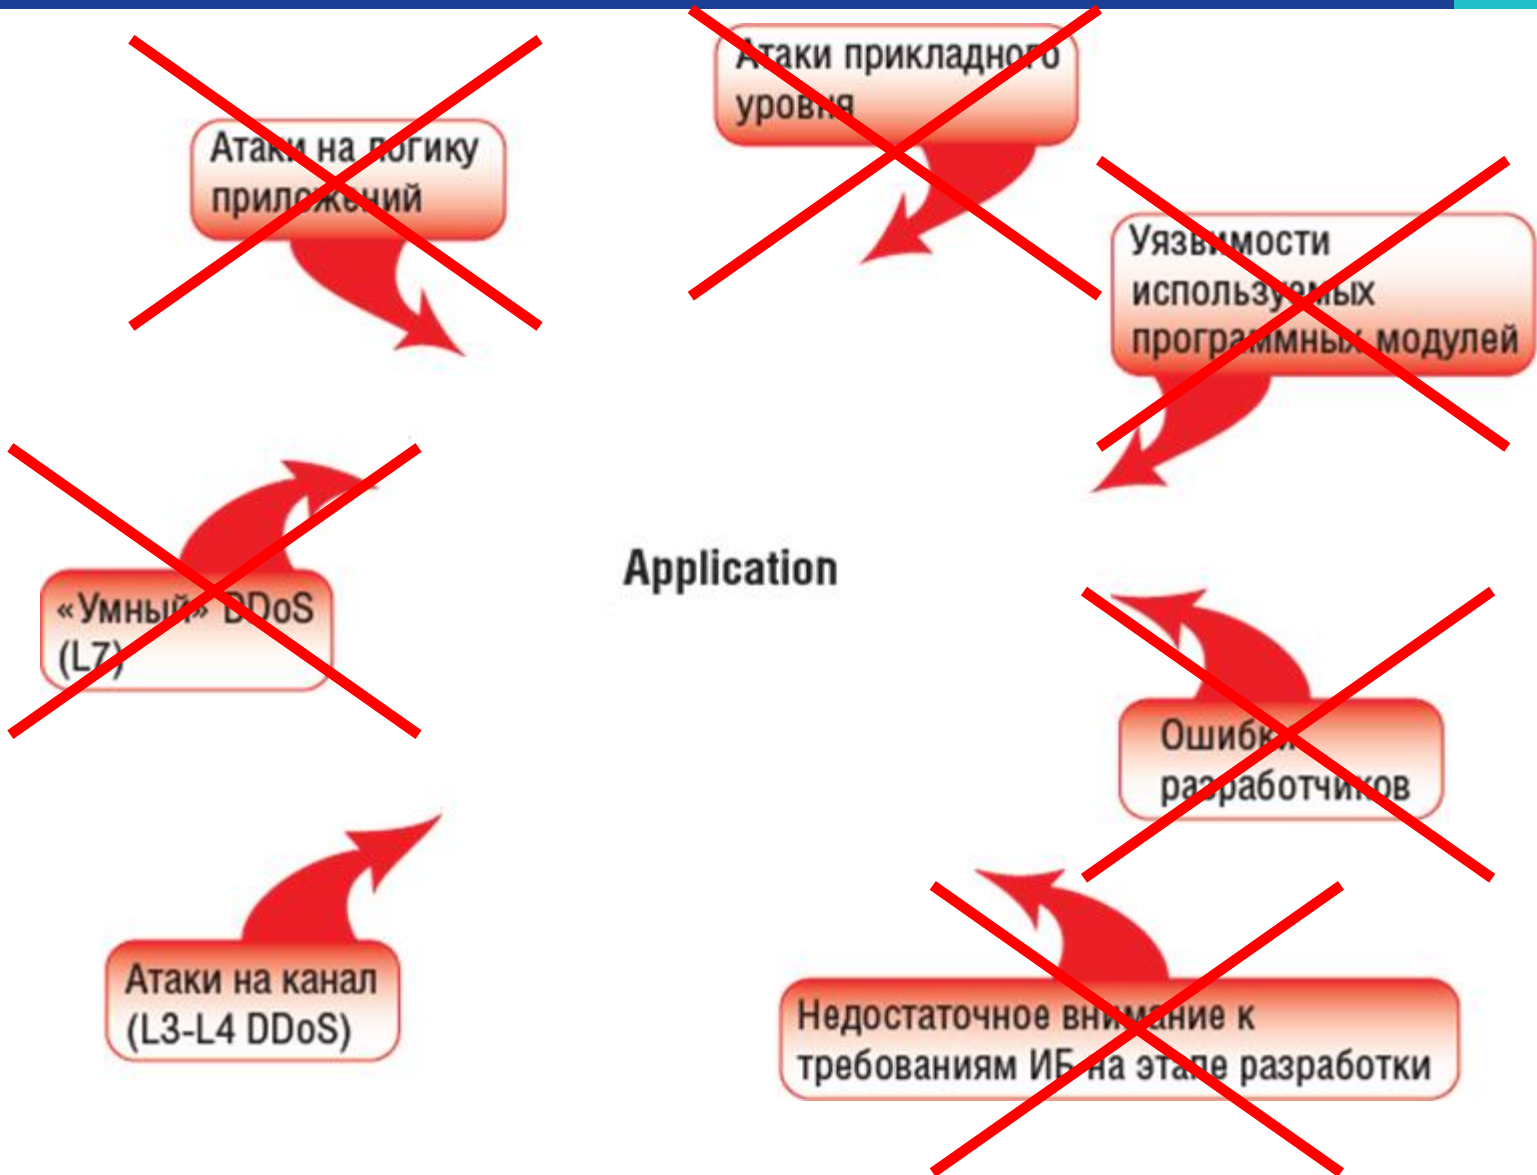 Атаки прикладного
уровня
Атаки на логику
приложений
Уязвимости
используемых
программных модулей
Application
«Умный» DDoS
(L7)
Ошибки
разработчиков
Атаки на канал
(L3-L4 DDoS)
Недостаточное внимание к
требованиям ИБ на этапе разработки